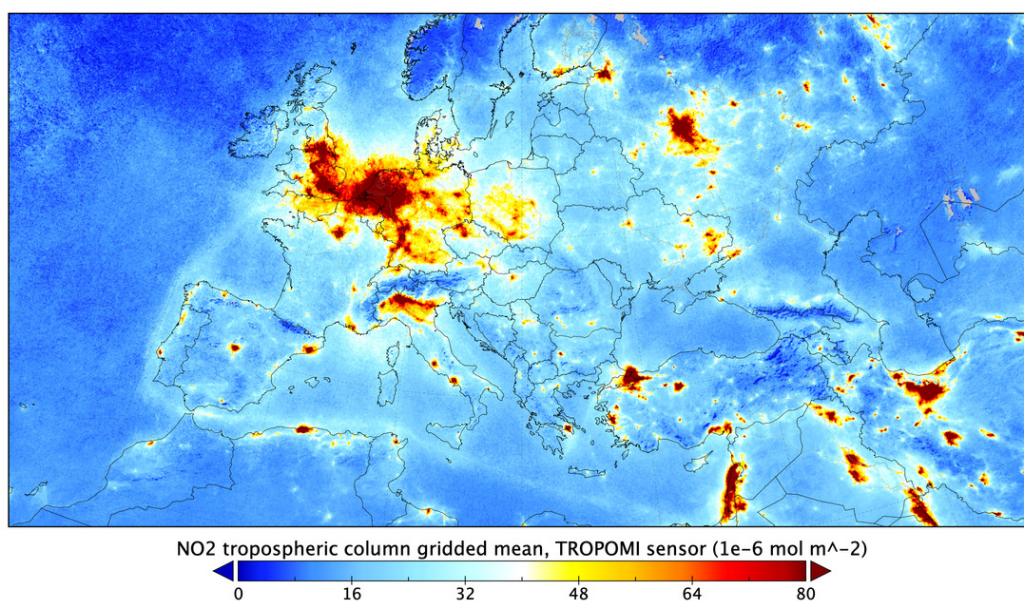 NO2 tropospheric column gridded mean, TROPOMI sensor (1e-6 mol m^-2)
0 16 32 48 64 80